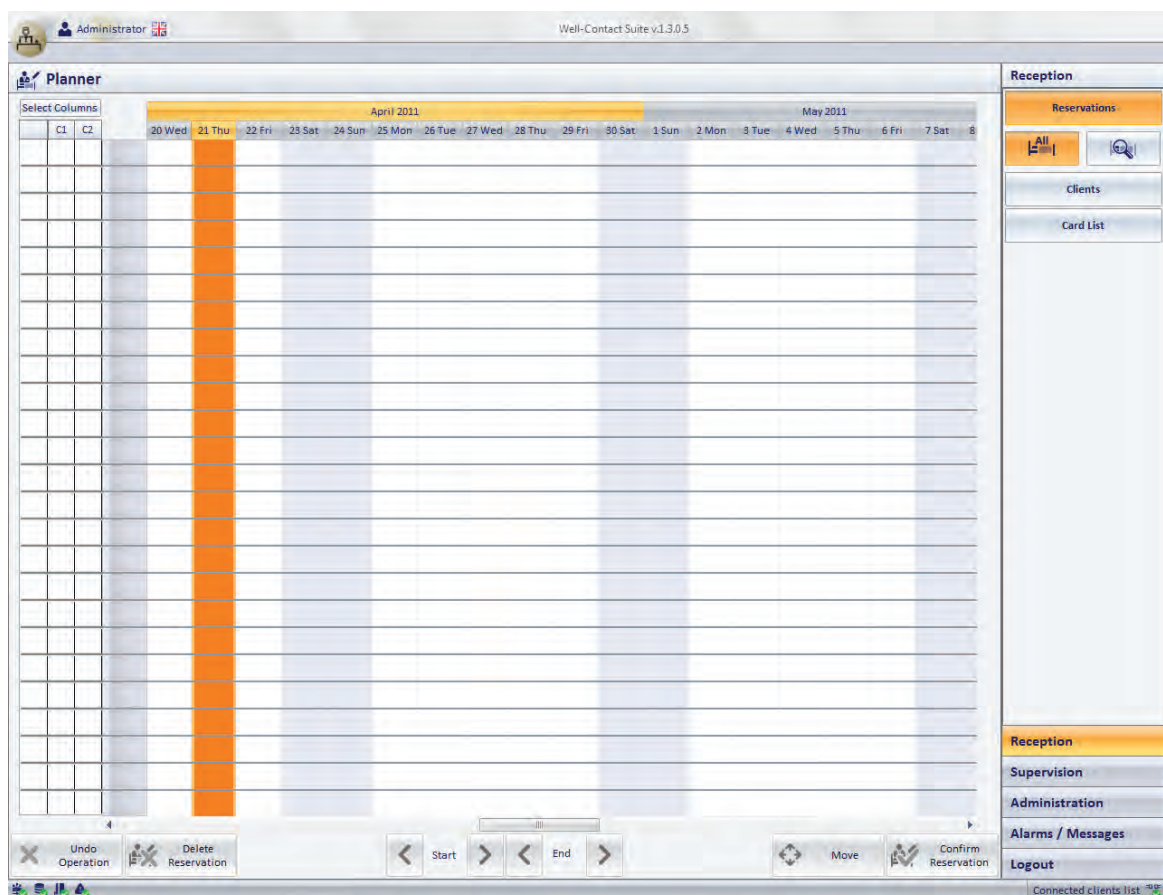 Administrator
Well-Contact Suite v.1.3.0.5
Planner
Select Columns
C1 C2
April 2011
May 2011
20 Wed 21 Thu 22 Fri 23 Sat 24 Sun 25 Mon 26 Tue 27 Wed 28 Thu 29 Fri 30 Sat 1 Sun 2 Mon 3 Tue 4 Wed 5 Thu 6 Fri 7 Sat 8
Undo
Operation
Delete
Reservation
Start
End
Move
Confirm
Reservation
Reception
Reservations
All
Clients
Card List
Reception
Supervision
Administration
Alarms / Messages
Logout
Connected clients list